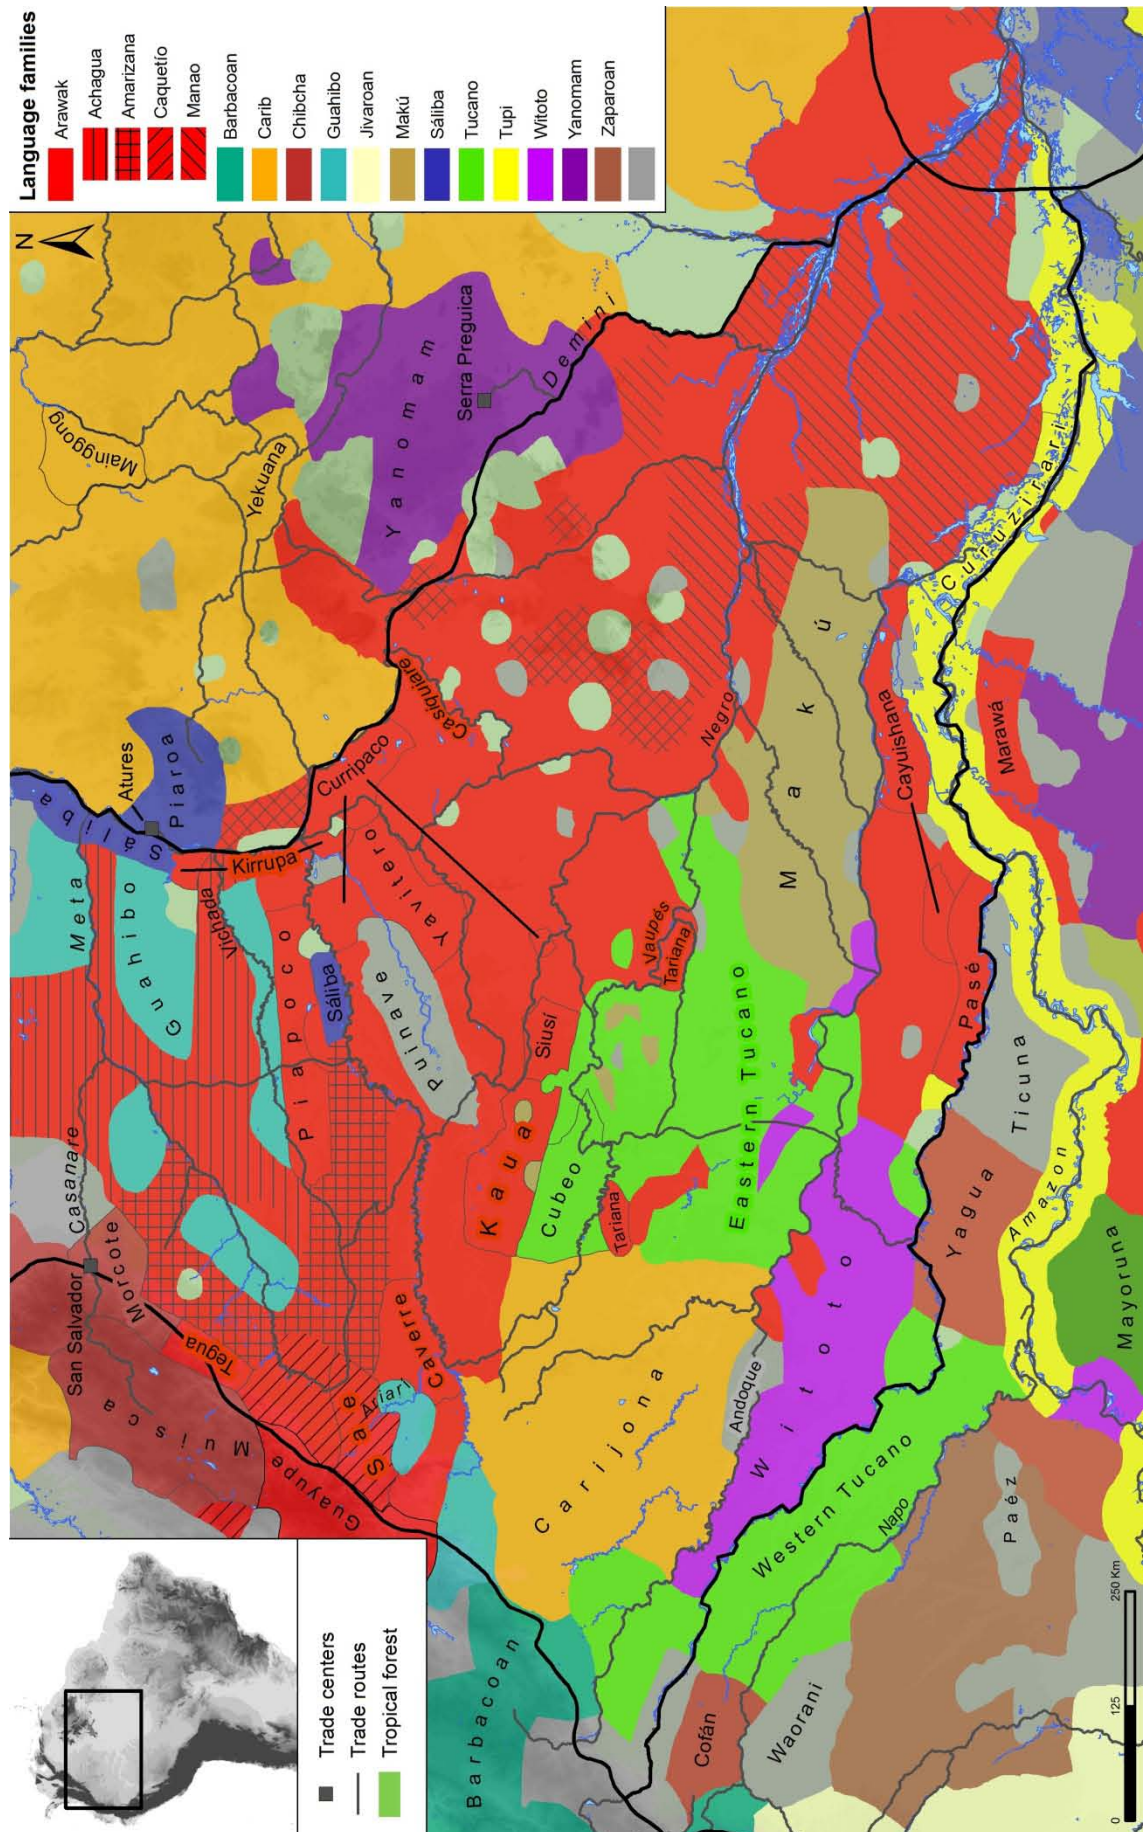 Language families
Arawak
Achagua
Amarizana
Caquetío
Manao
Barbacoan
Carib
Chibcha
Guahibo
Jivaroan
Makú
Sáliba
Tucano
Tupi
Witoto
Yanomam
Zaparoan
N
Trade centers
Trade routes
Tropical forest
San Salvador
Casanare
Morcote
Muisca
Tegua
Guayupe
Sae
Ariari
Caverre
Meta
Guahibo
Vichada
Piapoco
Sáliba
Sáliba
Atures
Piaroa
Kirrupa
Puinave
Yavitero
Curripaco
Casiquiare
Mainggong
Yekuana
Yanomam
Serra Preguica
Demini
Kaua
Siusí
Cubeo
Tariana
Vaupés
Tariana
Negro
Eastern Tucano
Makú
Carijona
Andoque
Witoto
Barbacoan
Western Tucano
Napo
Cofán
Waorani
Paéz
Yagua
Ticuna
Pasé
Cayuishana
Marawá
Curuzirari
Amazon
Mayoruna
0
125
250 Km